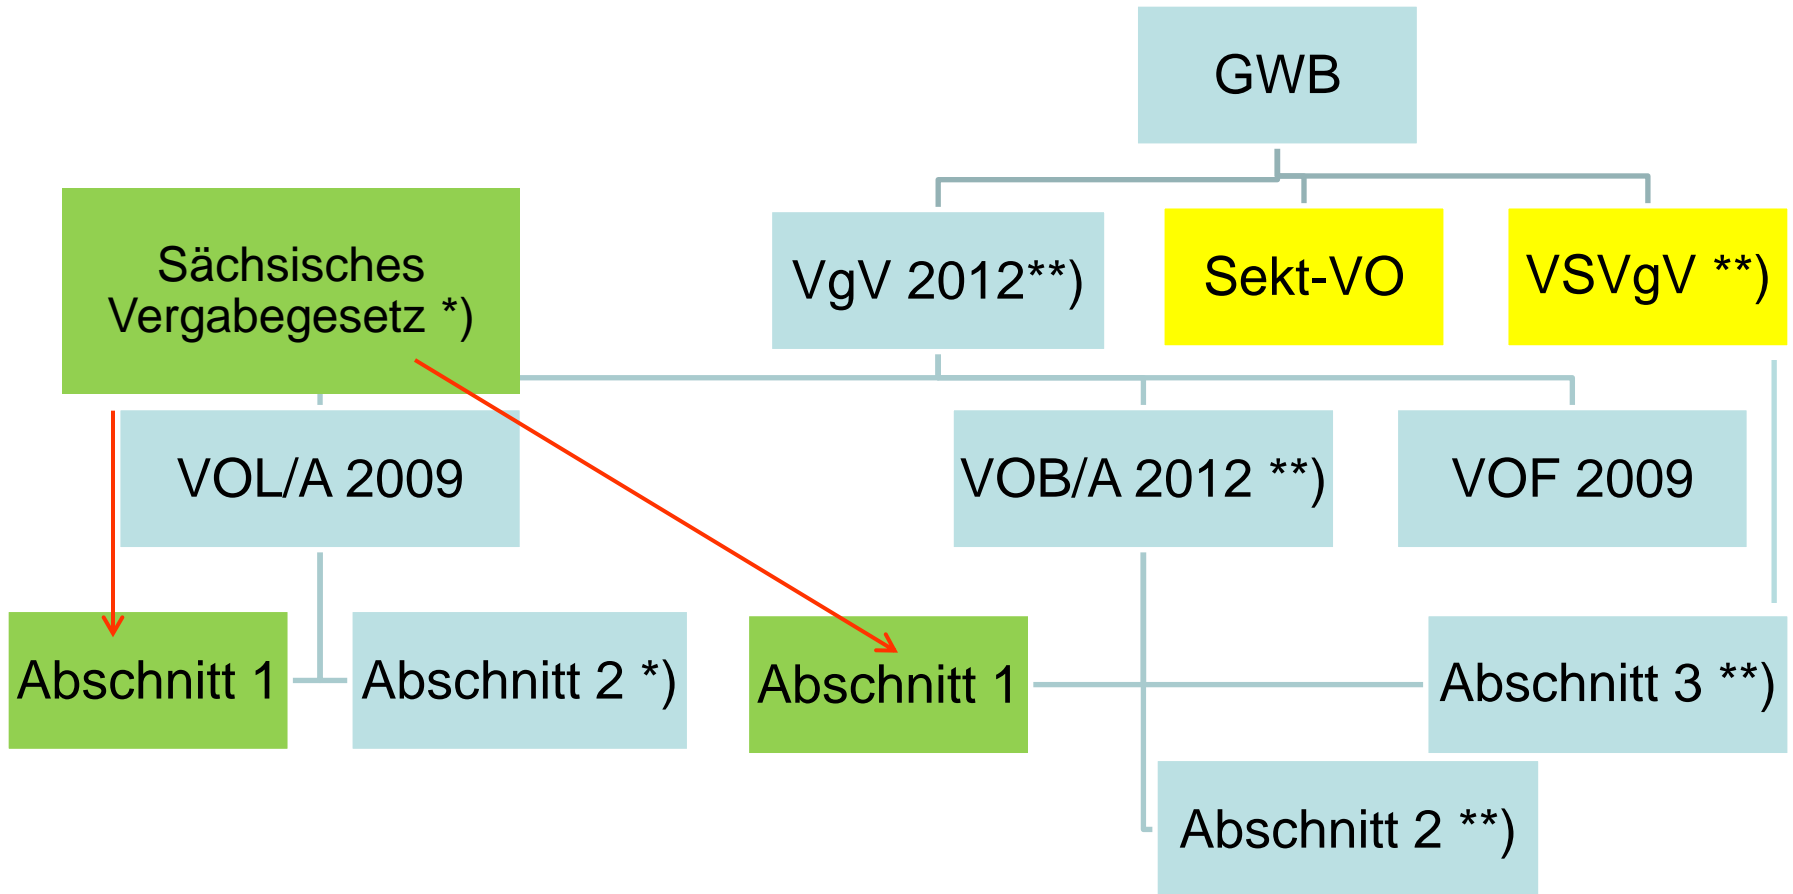 GWB
Sächsisches
Vergabegesetz *)
VgV 2012**)
Sekt-VO
VSVgV **)
VOL/A 2009
VOB/A 2012 **)
VOF 2009
Abschnitt 1
Abschnitt 2 *)
Abschnitt 1
Abschnitt 3 **)
Abschnitt 2 **)